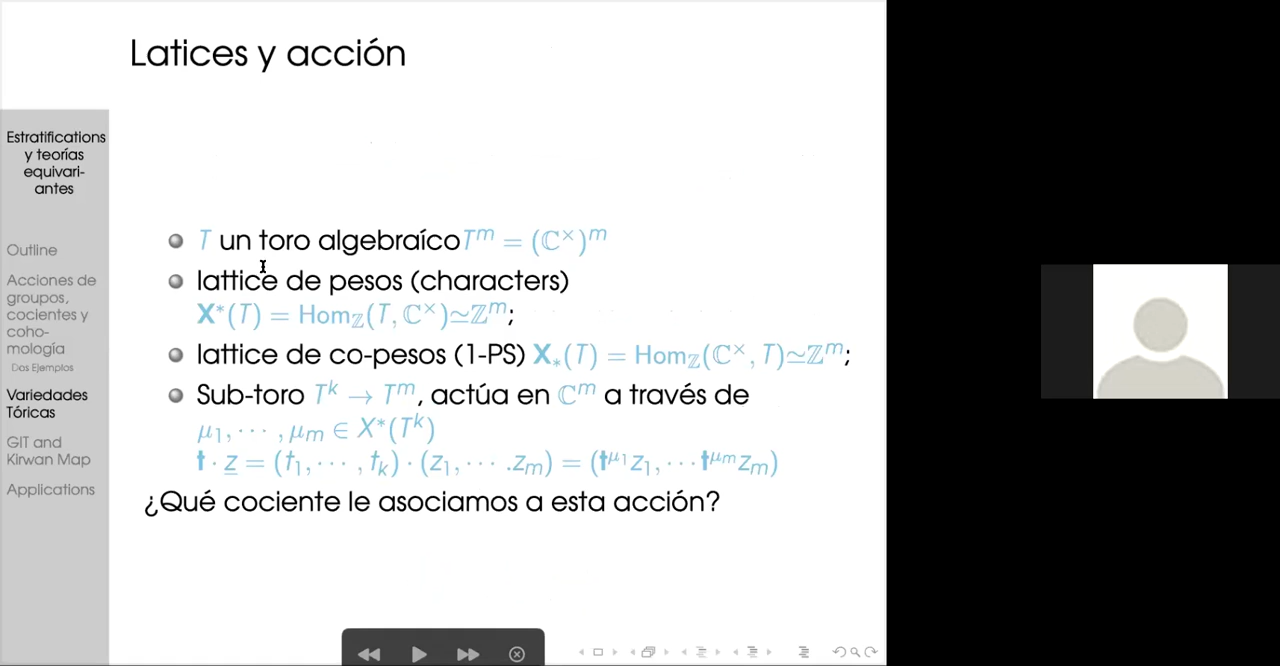 Latices y acción
Estratifications
y teorías
equivari-
antes
Outline
Acciones de
groupos,
cocientes y
coho-
mología
Dos Ejemplos
Variedades
Tóricas
GIT and
Kirwan Map
Applications
T un toro algebraíco T^m = (ℂ^×)^m
lattice de pesos (characters)
X^*(T) = Hom_ℤ(T, ℂ^×)≃ℤ^m;
lattice de co-pesos (1-PS) X_*(T) = Hom_ℤ(ℂ^×, T)≃ℤ^m;
Sub-toro T^k → T^m, actúa en ℂ^m a través de
μ_1, ⋯ , μ_m ∈ X^*(T^k)
t · z = (t_1, ⋯ , t_k) · (z_1, ⋯ .z_m) = (t^{μ_1}z_1, ⋯ t^{μ_m}z_m)
¿Qué cociente le asociamos a esta acción?